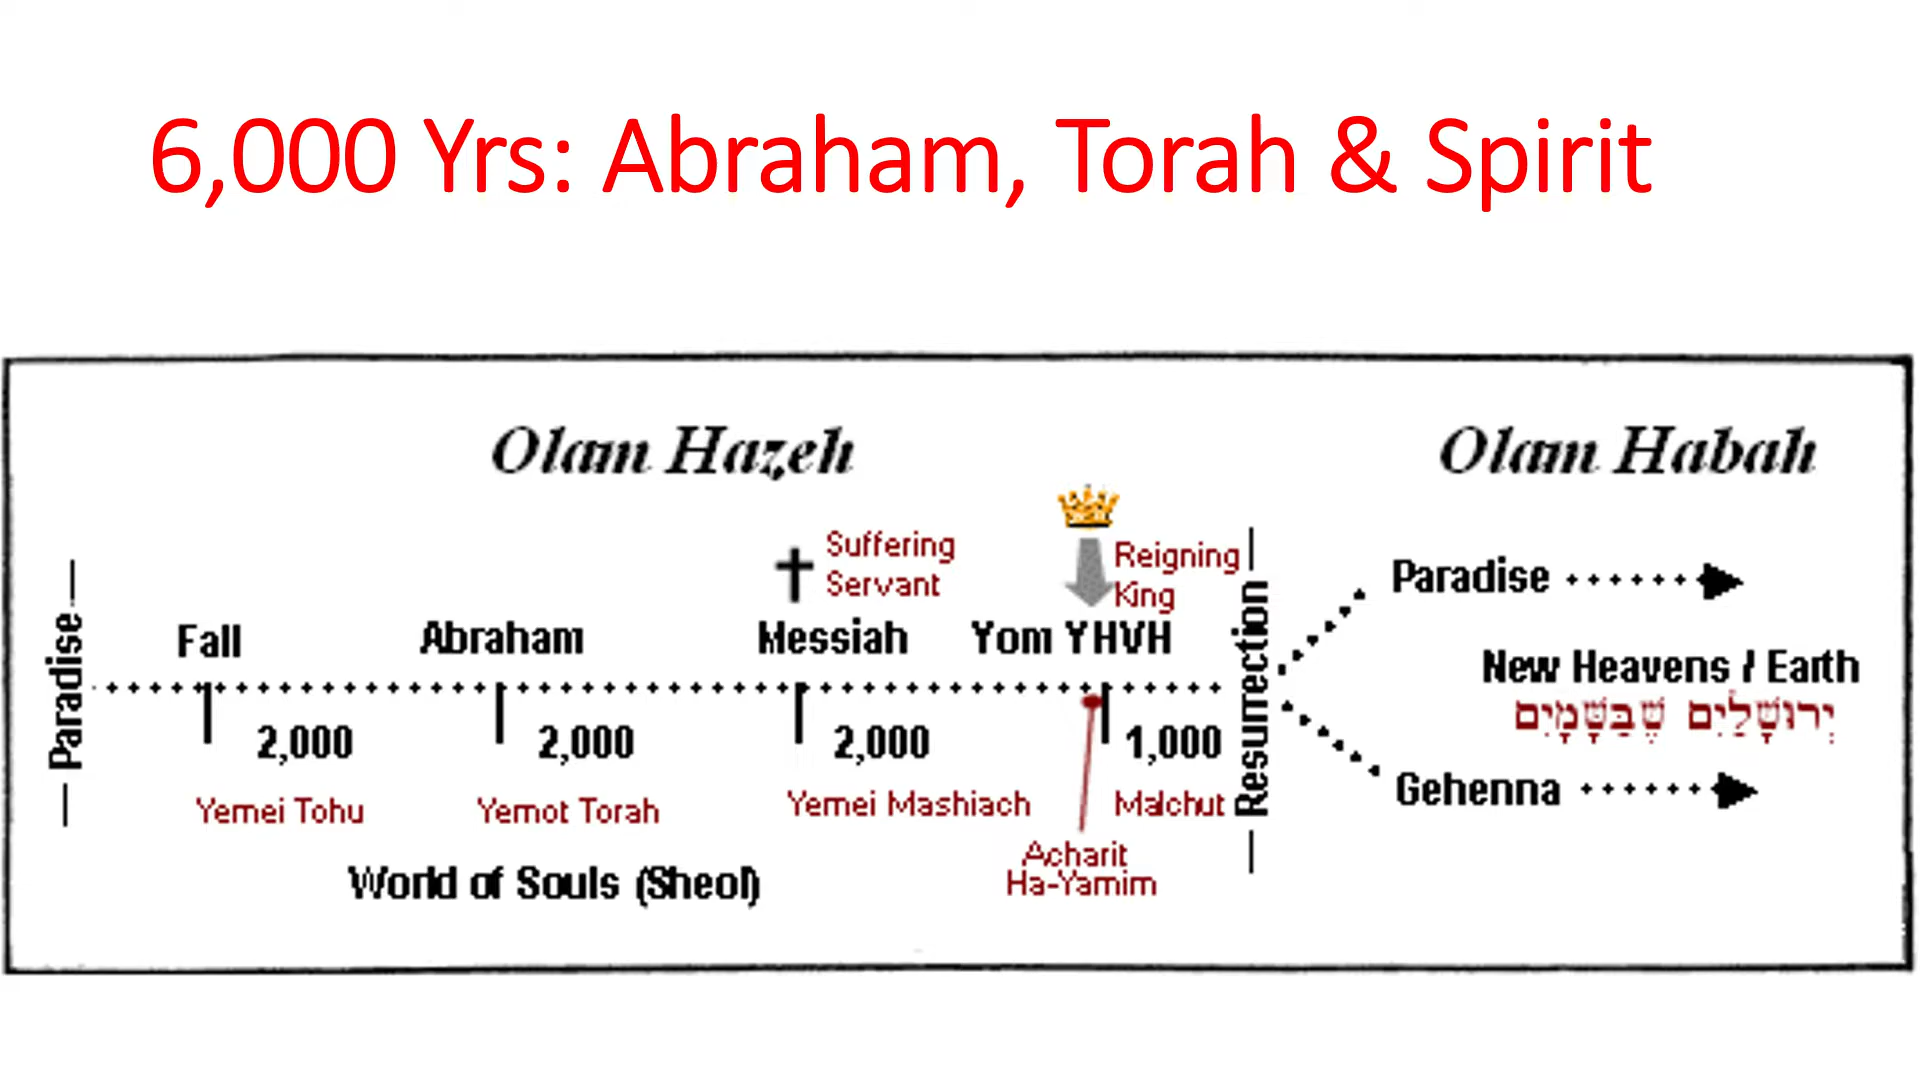 6,000 Yrs: Abraham, Torah & Spirit
Olam Hazeh
Olam Habah
Suffering
Servant
Reigning
King
Paradise
Fall
Abraham
Messiah
Yom YHVH
Resurrection
2,000
2,000
2,000
1,000
Yemei Tohu
Yemot Torah
Yemei Mashiach
Malchut
Acharit
Ha-Yamim
World of Souls (Sheol)
Paradise
New Heavens / Earth
יְרוּשָׁלַיִם שֶׁבַּשָּׁמָיִם
Gehenna